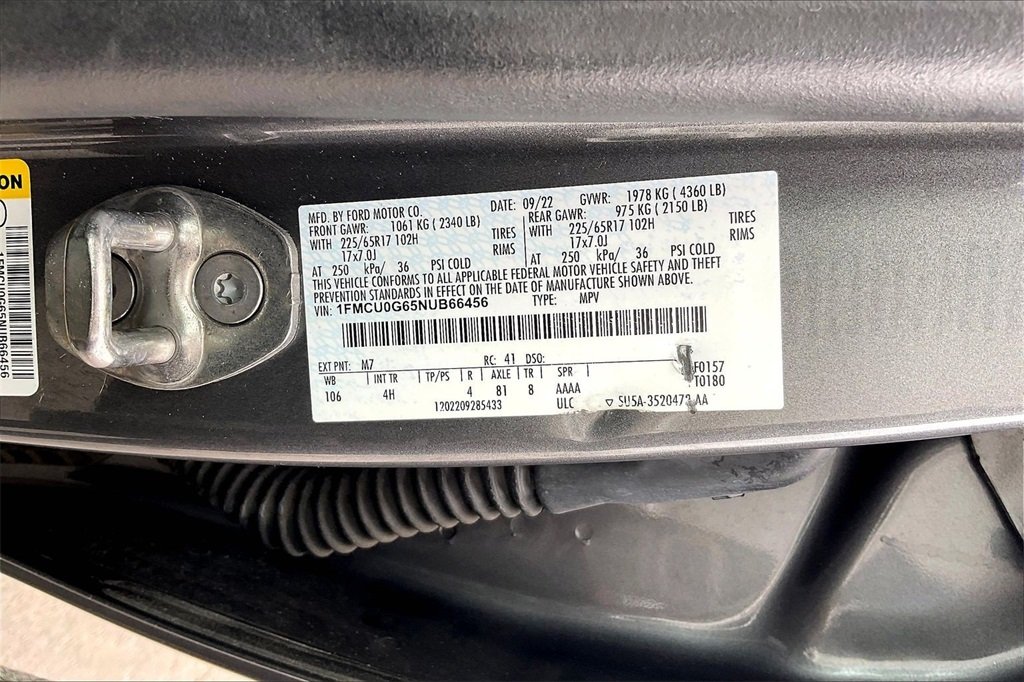 ON
1FMCU0G65NUB66456
MFD. BY FORD MOTOR CO. DATE: 09/22 GVWR: 1978 KG ( 4360 LB)
FRONT GAWR: 1061 KG ( 2340 LB) REAR GAWR: 975 KG ( 2150 LB)
WITH 225/65R17 102H TIRES WITH 225/65R17 102H TIRES
17x7.0J RIMS 17x7.0J RIMS
AT 250 kPa/ 36 PSI COLD AT 250 kPa/ 36 PSI COLD
THIS VEHICLE CONFORMS TO ALL APPLICABLE FEDERAL MOTOR VEHICLE SAFETY AND THEFT
PREVENTION STANDARDS IN EFFECT ON THE DATE OF MANUFACTURE SHOWN ABOVE.
VIN: 1FMCU0G65NUB66456 TYPE: MPV
EXT PNT: M7 RC: 41 DSO: F0157
WB INT TR TP/PS R AXLE TR SPR T0180
106 4H 4 81 8 AAAA
1202209285433 ULC ▽ 5U5A-3520472-AA